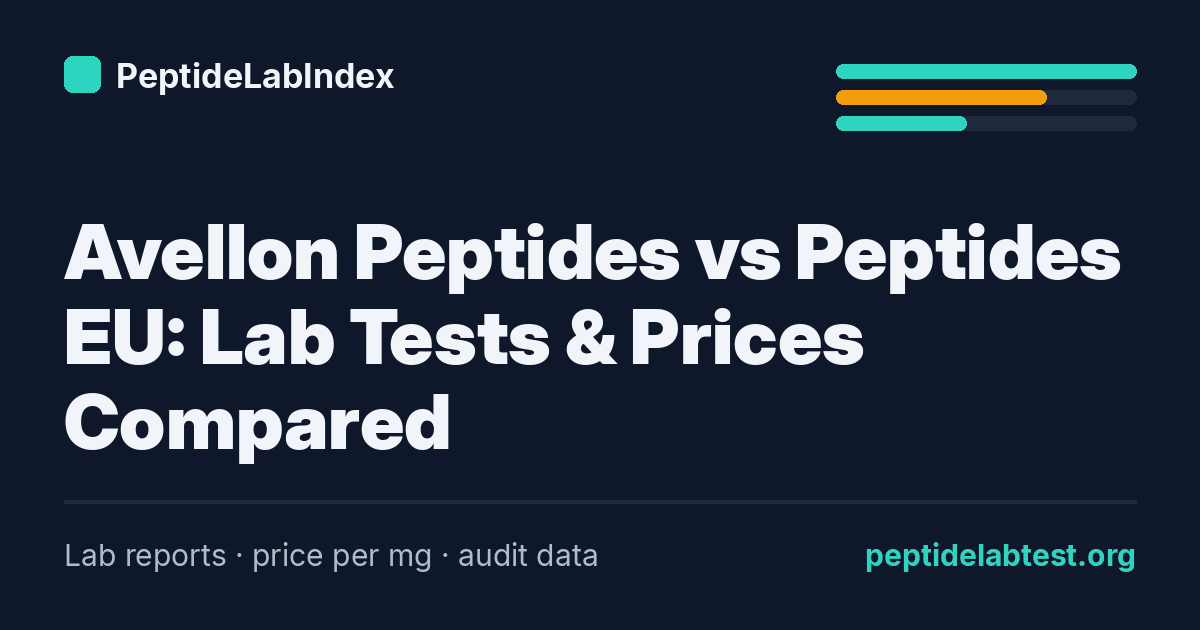 PeptideLabIndex
Avellon Peptides vs Peptides
EU: Lab Tests & Prices
Compared
Lab reports · price per mg · audit data
peptidelabtest.org